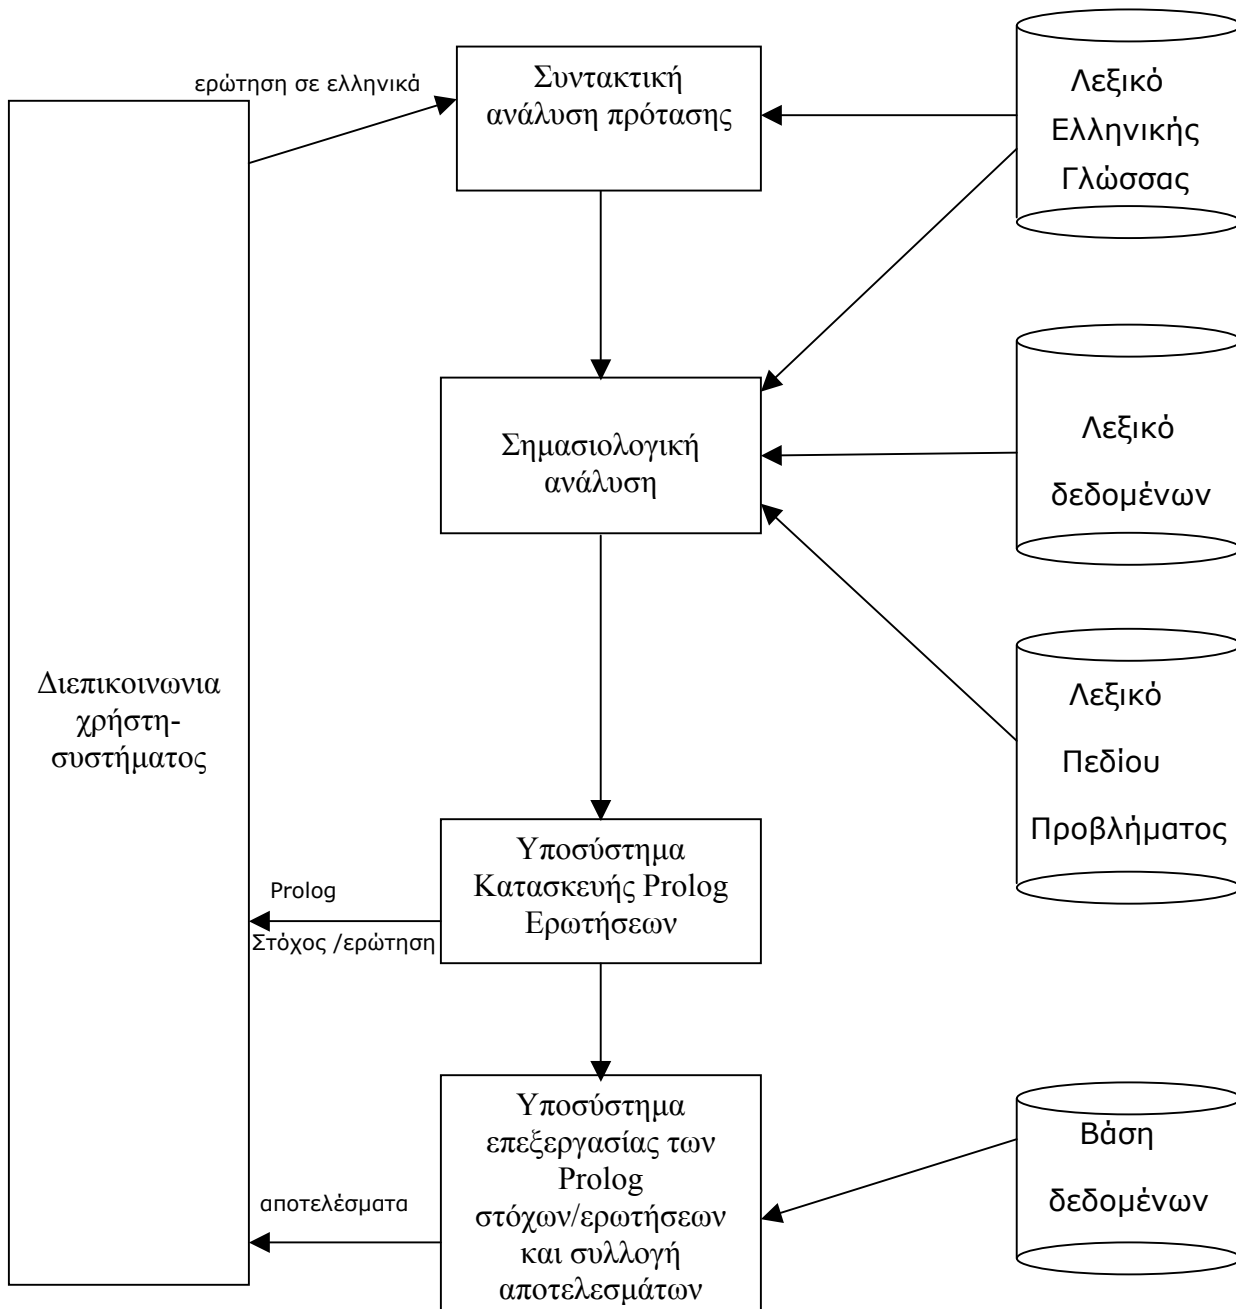 ερώτηση σε ελληνικά
Συντακτική
ανάλυση πρότασης
Λεξικό
Ελληνικής
Γλώσσας
Σημασιολογική
ανάλυση
Λεξικό
δεδομένων
Διεπικοινωνια
χρήστη-
συστήματος
Λεξικό
Πεδίου
Προβλήματος
Υποσύστημα
Κατασκευής Prolog
Ερωτήσεων
Prolog
Στόχος /ερώτηση
Υποσύστημα
επεξεργασίας των
Prolog
στόχων/ερωτήσεων
και συλλογή
αποτελεσμάτων
αποτελέσματα
Βάση
δεδομένων